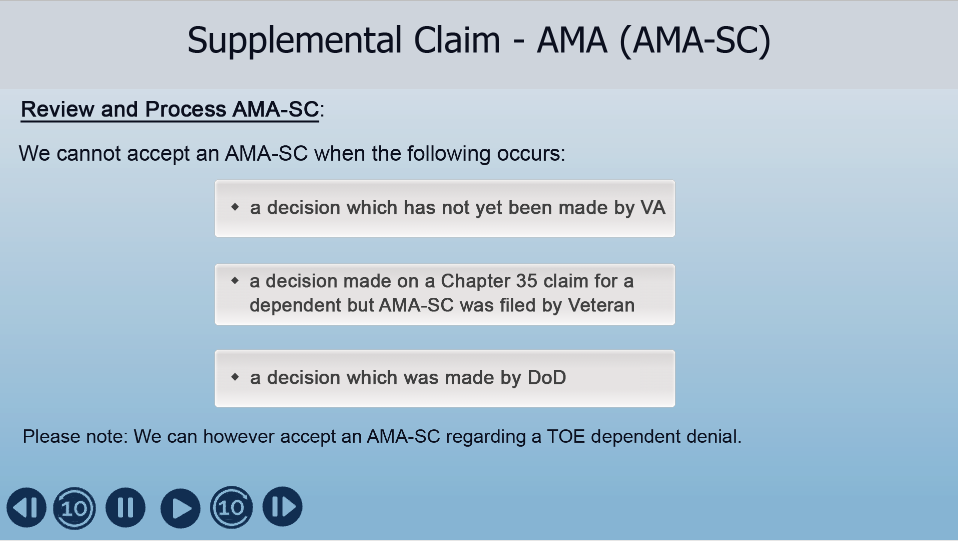 Supplemental Claim - AMA (AMA-SC)
Review and Process AMA-SC:
We cannot accept an AMA-SC when the following occurs:
◆ a decision which has not yet been made by VA
◆ a decision made on a Chapter 35 claim for a
dependent but AMA-SC was filed by Veteran
◆ a decision which was made by DoD
Please note: We can however accept an AMA-SC regarding a TOE dependent denial.
10
10